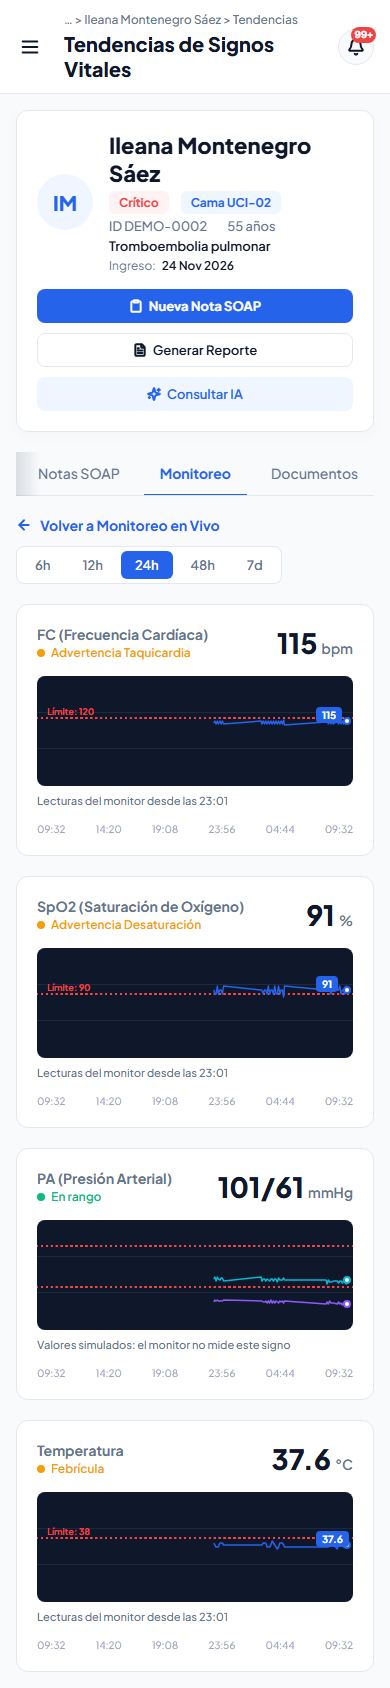 ... > Ileana Montenegro Sáez > Tendencias
Tendencias de Signos
Vitales
99+
Ileana Montenegro
Sáez
IM
Crítico
Cama UCI-02
ID DEMO-0002
55 años
Tromboembolia pulmonar
Ingreso: 24 Nov 2026
Nueva Nota SOAP
Generar Reporte
Consultar IA
Notas SOAP
Monitoreo
Documentos
Volver a Monitoreo en Vivo
6h
12h
24h
48h
7d
FC (Frecuencia Cardíaca)
Advertencia Taquicardia
115 bpm
Límite: 120
115
Lecturas del monitor desde las 23:01
09:32
14:20
19:08
23:56
04:44
09:32
SpO2 (Saturación de Oxígeno)
Advertencia Desaturación
91 %
Límite: 90
91
Lecturas del monitor desde las 23:01
09:32
14:20
19:08
23:56
04:44
09:32
PA (Presión Arterial)
En rango
101/61 mmHg
Valores simulados: el monitor no mide este signo
09:32
14:20
19:08
23:56
04:44
09:32
Temperatura
Febrícula
37.6 °C
Límite: 38
37.6
Lecturas del monitor desde las 23:01
09:32
14:20
19:08
23:56
04:44
09:32